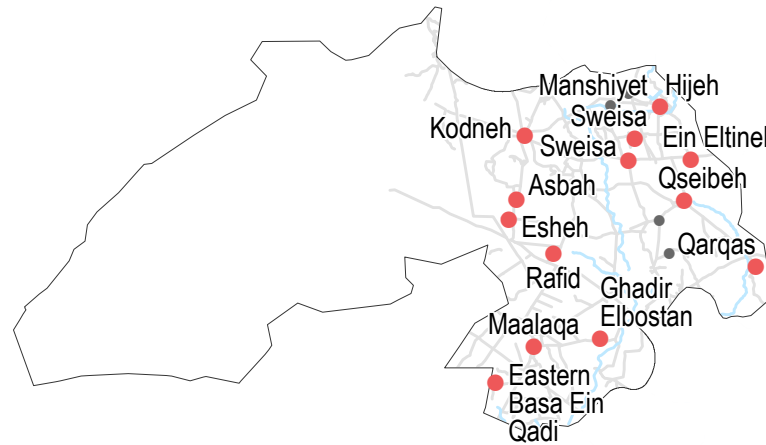 Manshiyet
Hijeh
Sweisa
Kodneh
Sweisa
Ein Eltineh
Qseibeh
Asbah
Esheh
Qarqas
Rafid
Ghadir
Elbostan
Maalaqa
Eastern
Basa Ein
Qadi